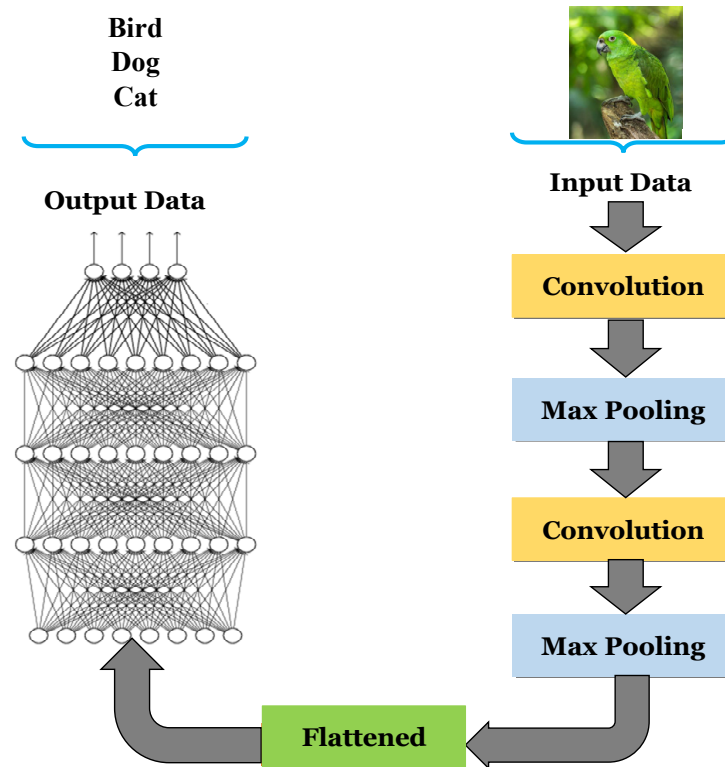 Bird
Dog
Cat
Output Data
Input Data
Convolution
Max Pooling
Convolution
Max Pooling
Flattened